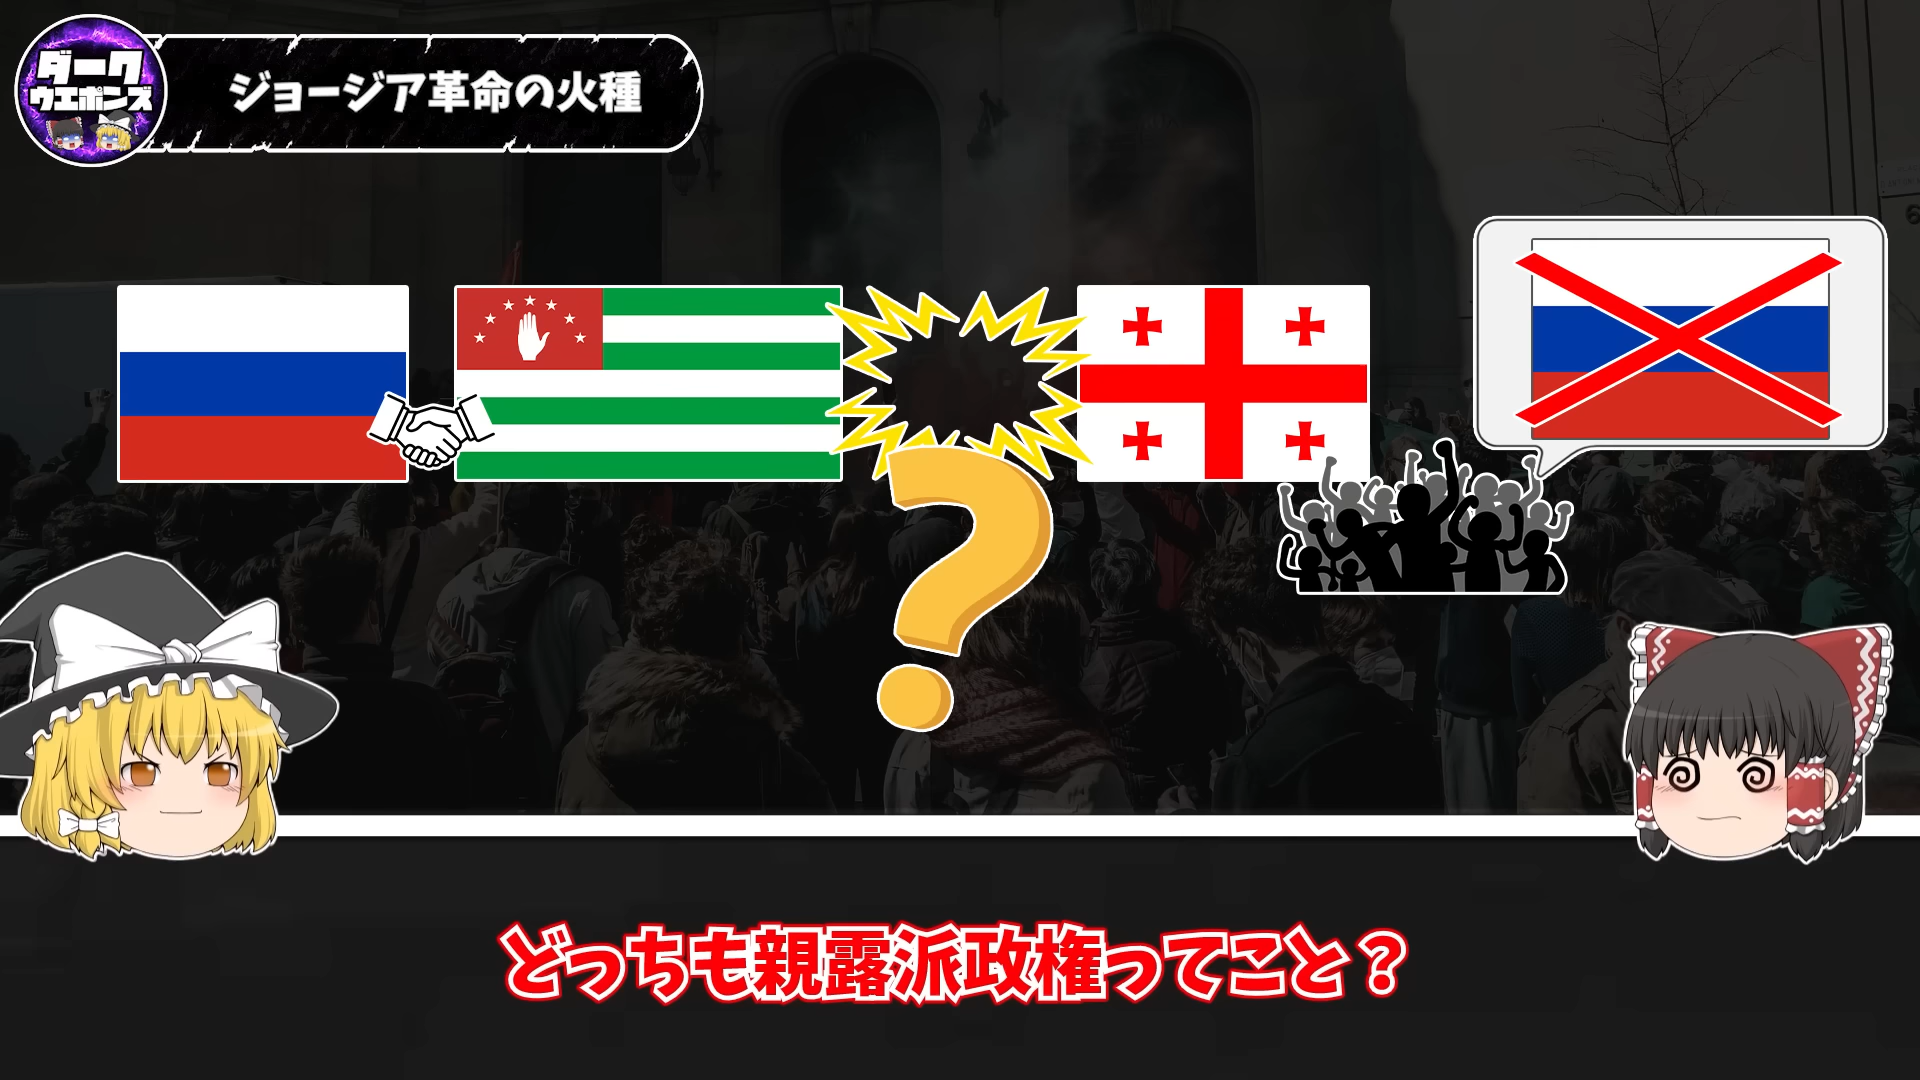 ダーク
ウエポンズ
ジョージア革命の火種
どっちも親露派政権ってこと？